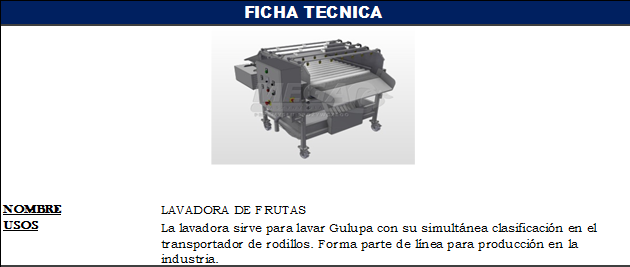 FICHA TECNICA
NOMBRE LAVADORA DE FRUTAS
USOS La lavadora sirve para lavar Gulupa con su simultánea clasificación en el
transportador de rodillos. Forma parte de línea para producción en la
industria.